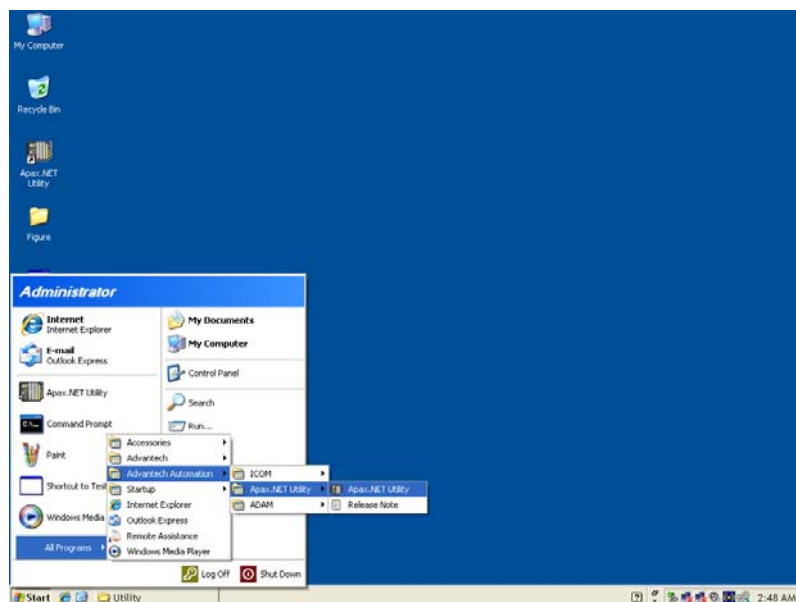 My Computer
Recycle Bin
Apax.NET
Utility
Figure
Administrator
Internet
Internet Explorer
E-mail
Outlook Express
Apax.NET Utility
Command Prompt
Paint
Shortcut to Test
Windows Media
All Programs
My Documents
My Computer
Control Panel
Search
Run...
Accessories
Advantech
Advantech Automation
Startup
Internet Explorer
Outlook Express
Remote Assistance
Windows Media Player
ICOM
Apax.NET Utility
ADAM
Apax.NET Utility
Release Note
Log Off
Shut Down
Start
Utility
2:48 AM